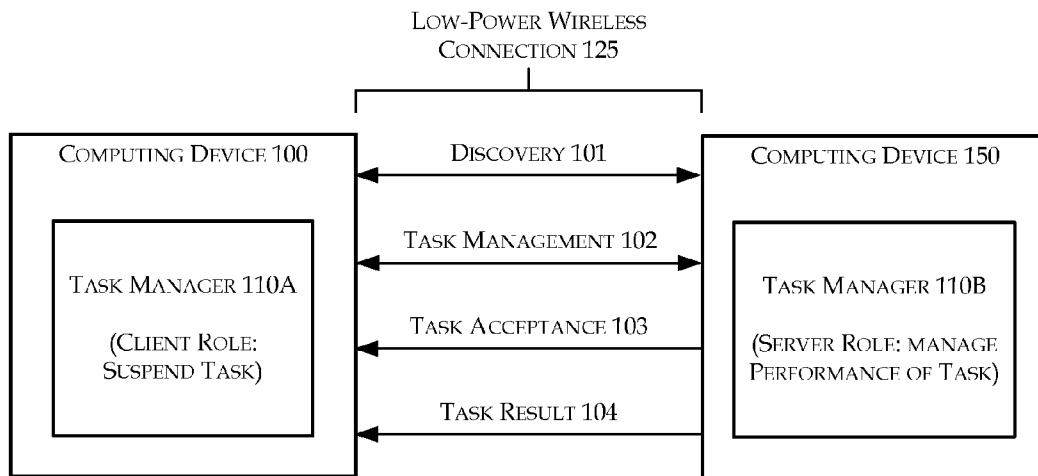 LOW-POWER WIRELESS
CONNECTION 125
COMPUTING DEVICE 100
DISCOVERY 101
COMPUTING DEVICE 150
TASK MANAGEMENT 102
TASK MANAGER 110A
TASK MANAGER 110B
TASK ACCEPTANCE 103
(CLIENT ROLE:
SUSPEND TASK)
(SERVER ROLE: MANAGE
PERFORMANCE OF TASK)
TASK RESULT 104